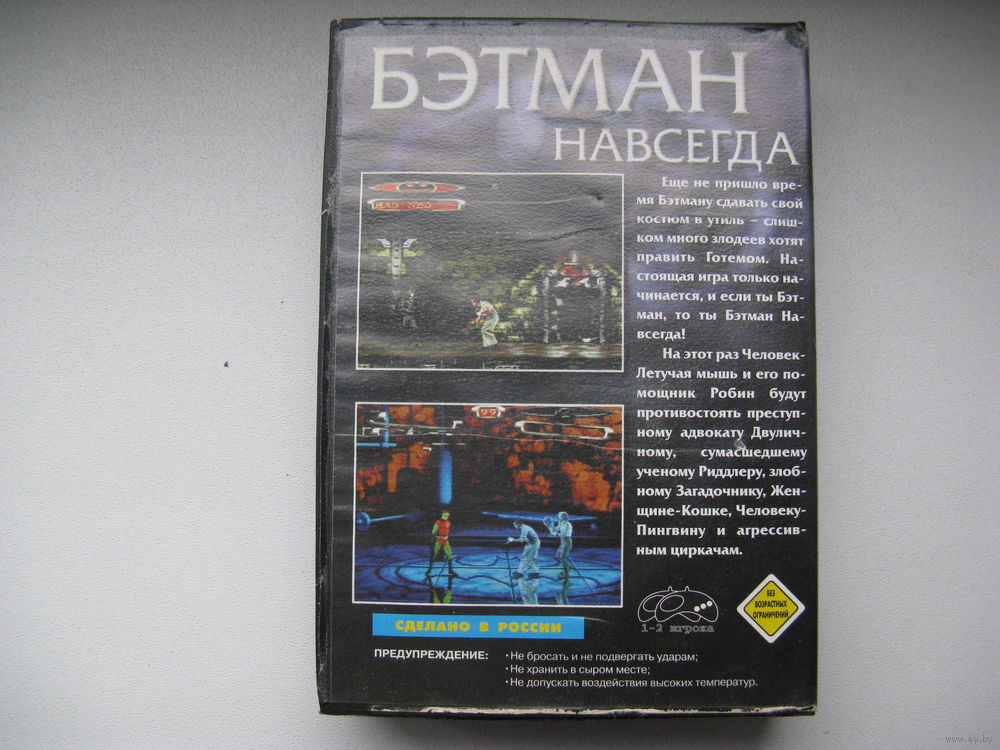 БЭТМАН
НАВСЕГДА
Еще не пришло вре-
мя Бэтману сдавать свой
костюм в утиль – слиш-
ком много злодеев хотят
править Готемом. На-
стоящая игра только на-
чинается, и если ты Бэт-
ман, то ты Бэтман На-
всегда!
На этот раз Человек-
Летучая мышь и его по-
мощник Робин будут
противостоять преступ-
ному адвокату Двулич-
ному, сумасшедшему
ученому Риддлеру, злоб-
ному Загадочнику, Жен-
щине-Кошке, Человеку-
Пингвину и агрессив-
ным циркачам.
HAD NED
99
СДЕЛАНО В РОССИИ
1-2 игрока
БЕЗ
ВОЗРАСТНЫХ
ОГРАНИЧЕНИЙ
ПРЕДУПРЕЖДЕНИЕ:
•Не бросать и не подвергать ударам;
•Не хранить в сыром месте;
•Не допускать воздействия высоких температур.
www.ay.by